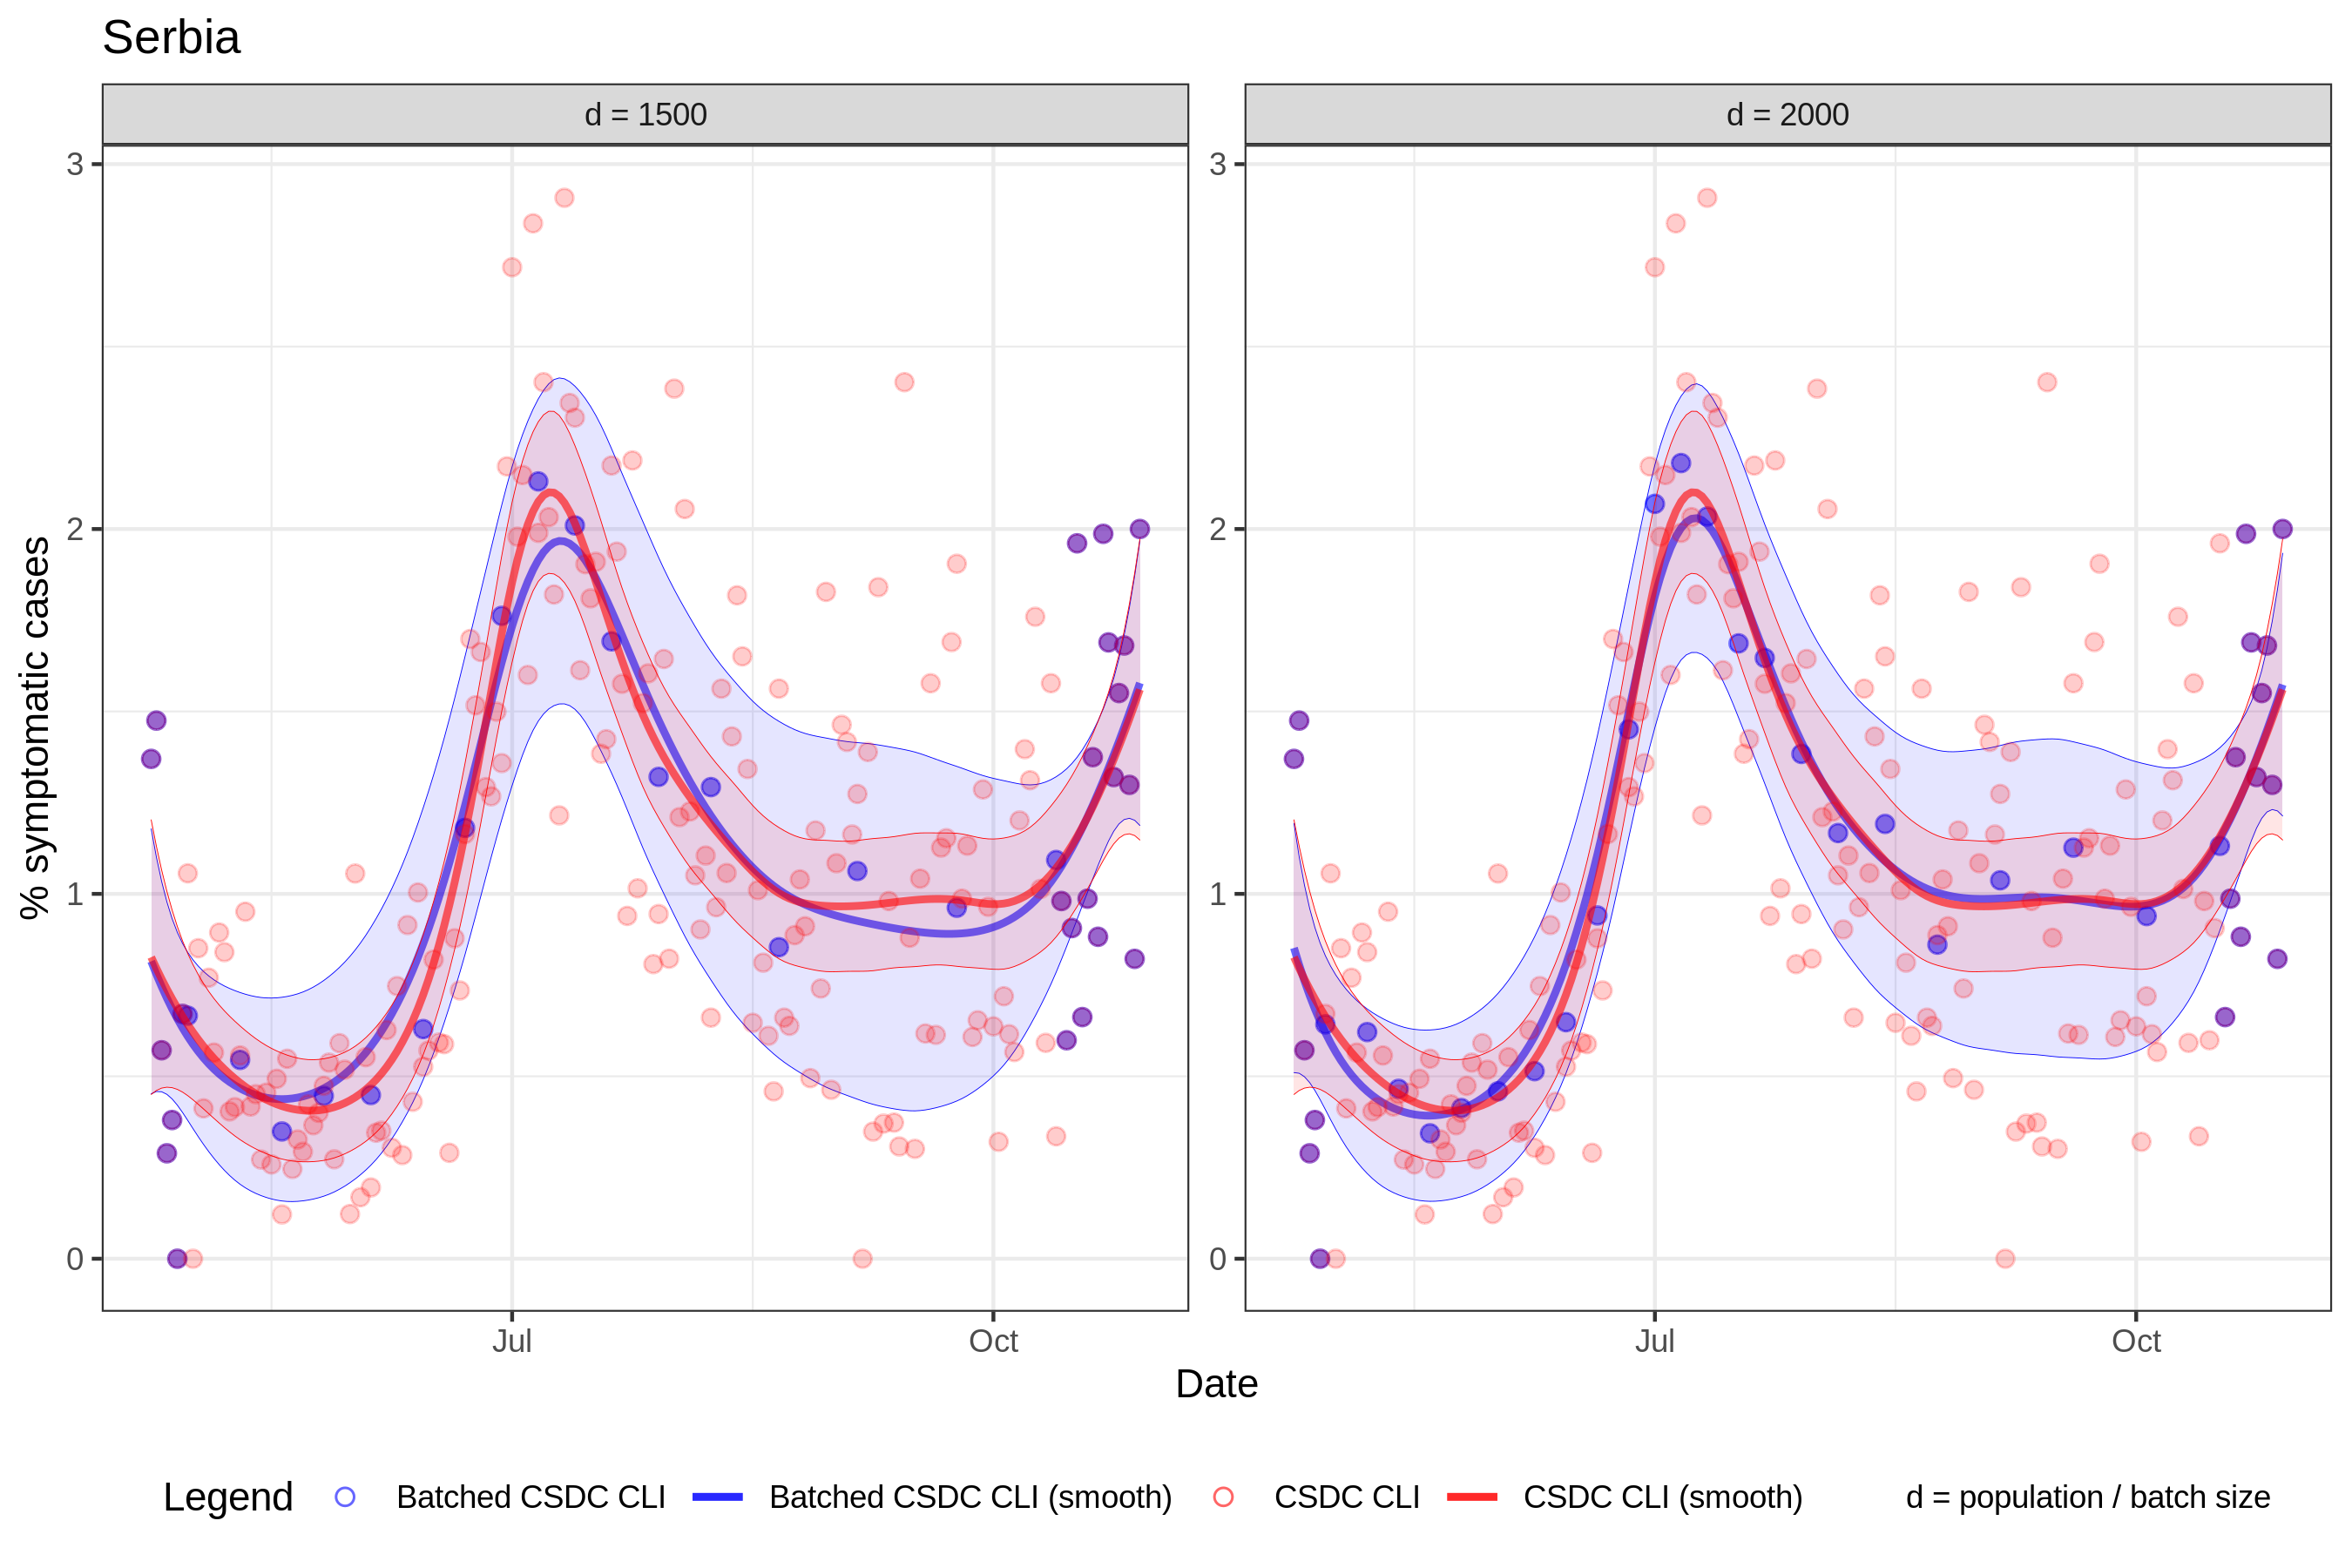 Serbia
d = 1500
d = 2000
3
2
1
0
3
2
1
0
% symptomatic cases
Jul
Oct
Jul
Oct
Date
Legend
Batched CSDC CLI
Batched CSDC CLI (smooth)
CSDC CLI
CSDC CLI (smooth)
d = population / batch size